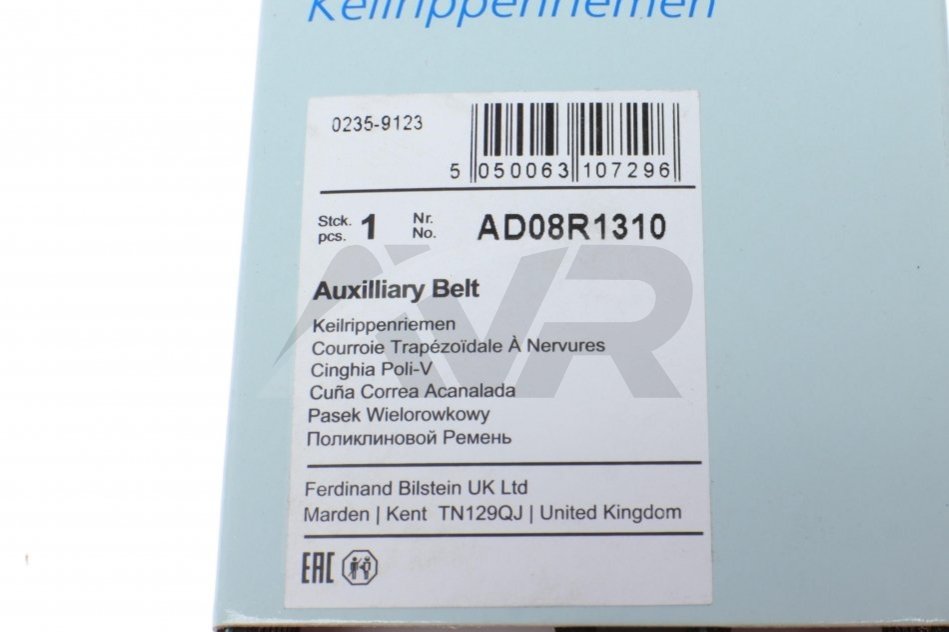 Keilrippenriemen
0235-9123
5 050063 107296
Stck. pcs. 1 Nr. No. AD08R1310
Auxilliary Belt
Keilrippenriemen
Courroie Trapézoïdale À Nervures
Cinghia Poli-V
Cuña Correa Acanalada
Pasek Wielorowkowy
Поликлиновой Ремень
Ferdinand Bilstein UK Ltd
Marden | Kent TN129QJ | United Kingdom
EAC
AVR